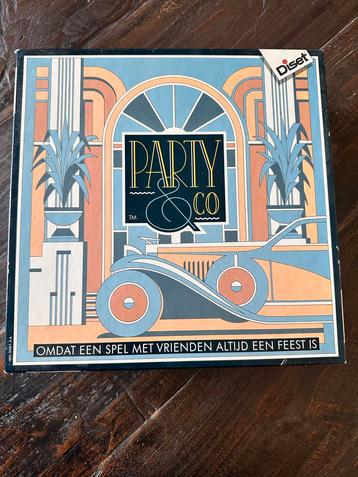 Diset
PARTY
& CO
TM
OMDAT EEN SPEL MET VRIENDEN ALTIJD EEN FEEST IS